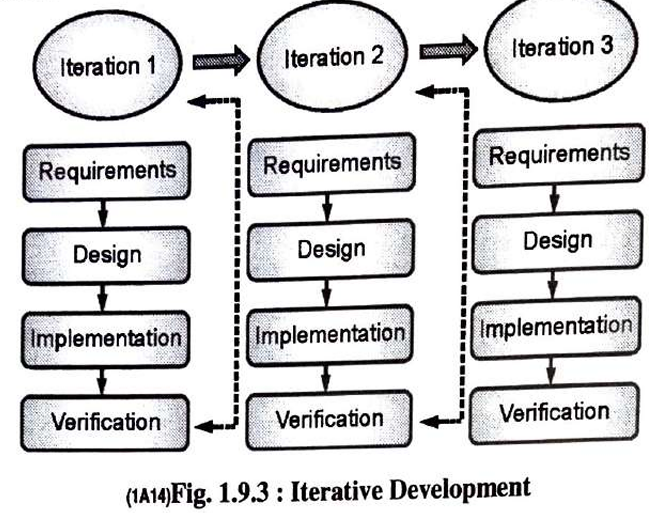 Iteration 1
Iteration 2
Iteration 3
Requirements
Design
Implementation
Verification
Requirements
Design
Implementation
Verification
Requirements
Design
Implementation
Verification
(1A14)Fig. 1.9.3 : Iterative Development